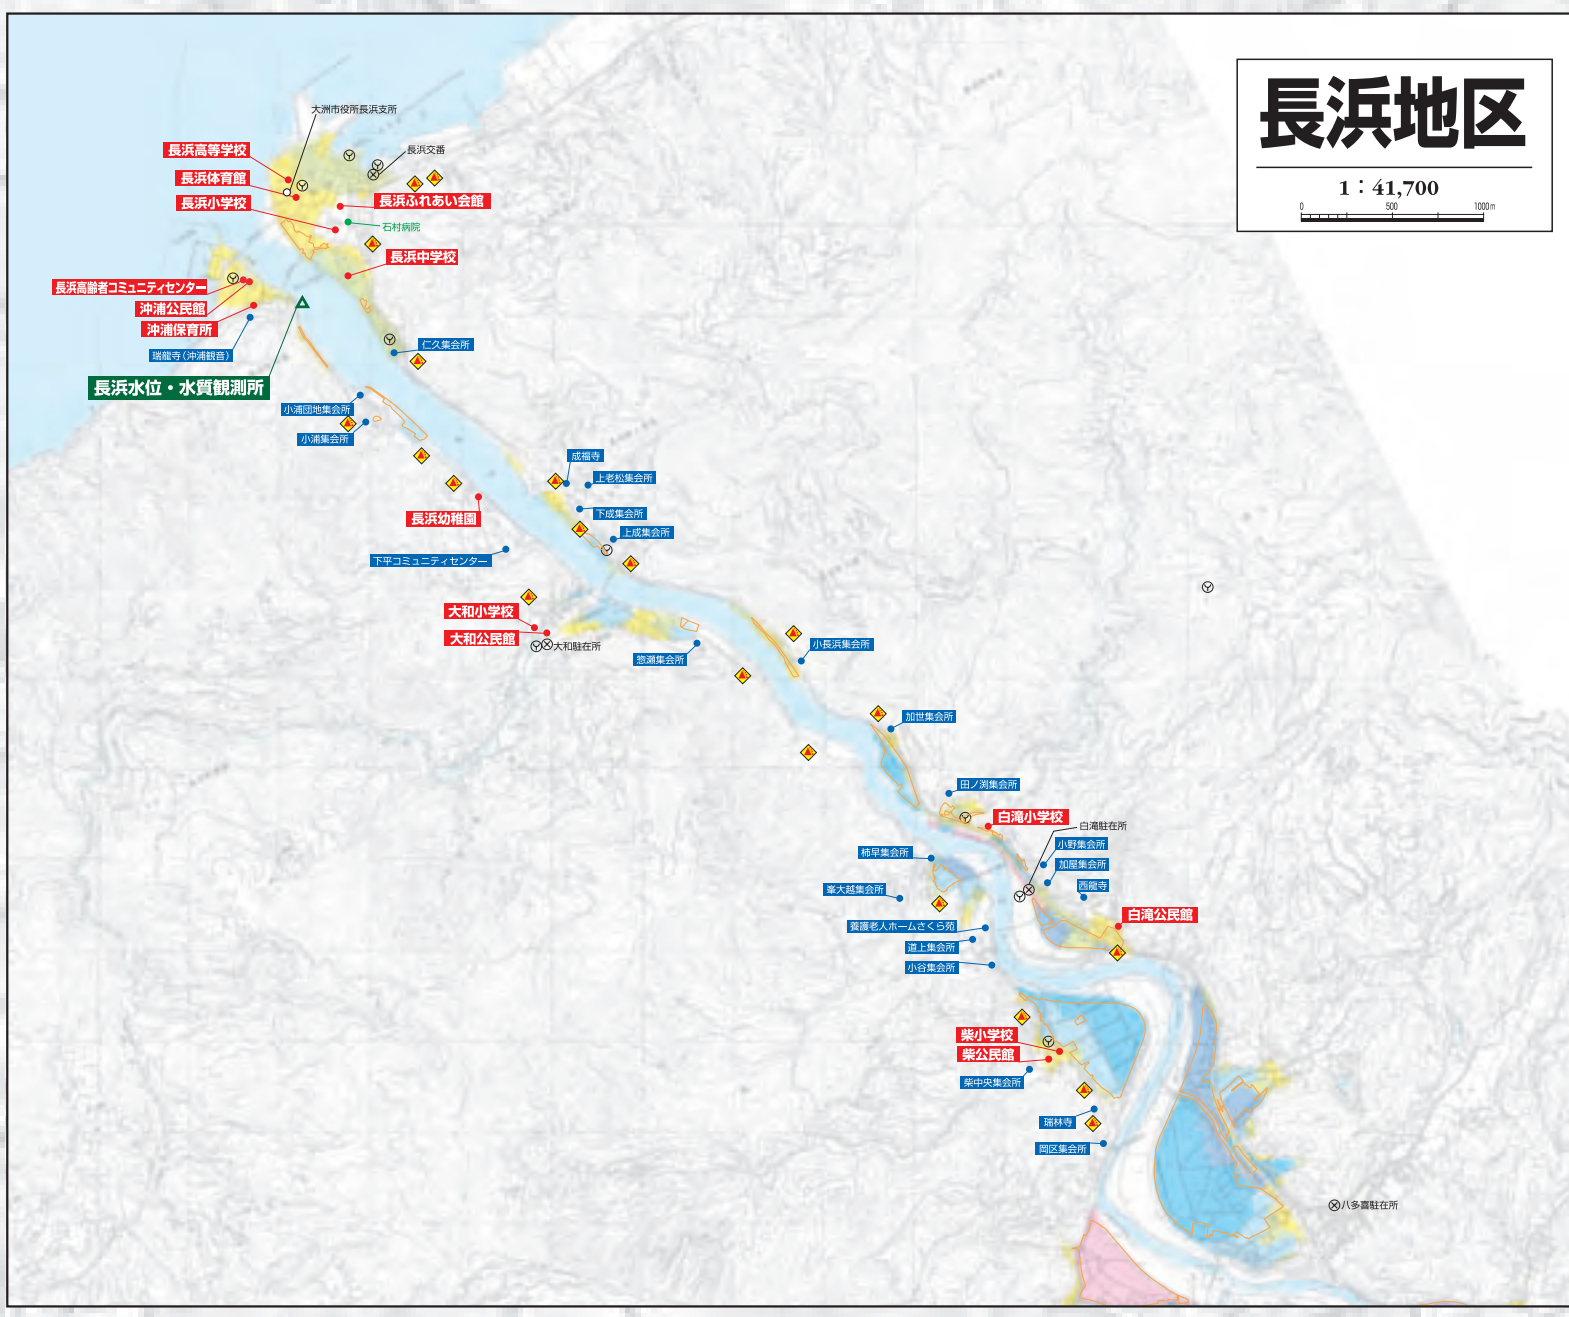 長浜地区
1：41,700
0 500 1000m
大洲市役所長浜支所
長浜高等学校
長浜交番
長浜体育館
長浜小学校
長浜ふれあい会館
石村病院
長浜中学校
長浜高齢者コミュニティセンター
沖浦公民館
沖浦保育所
瑞龍寺(沖浦観音)
仁久集会所
長浜水位・水質観測所
小浦団地集会所
小浦集会所
成福寺
上老松集会所
長浜幼稚園
下成集会所
上成集会所
下平コミュニティセンター
大和小学校
大和公民館
大和駐在所
惣瀬集会所
小長浜集会所
加世集会所
田ノ渕集会所
白滝小学校
白滝駐在所
小野集会所
柿早集会所
加屋集会所
峯大越集会所
西龍寺
白滝公民館
養護老人ホームさくら苑
道上集会所
小谷集会所
柴小学校
柴公民館
柴中央集会所
瑞林寺
岡区集会所
八多喜駐在所